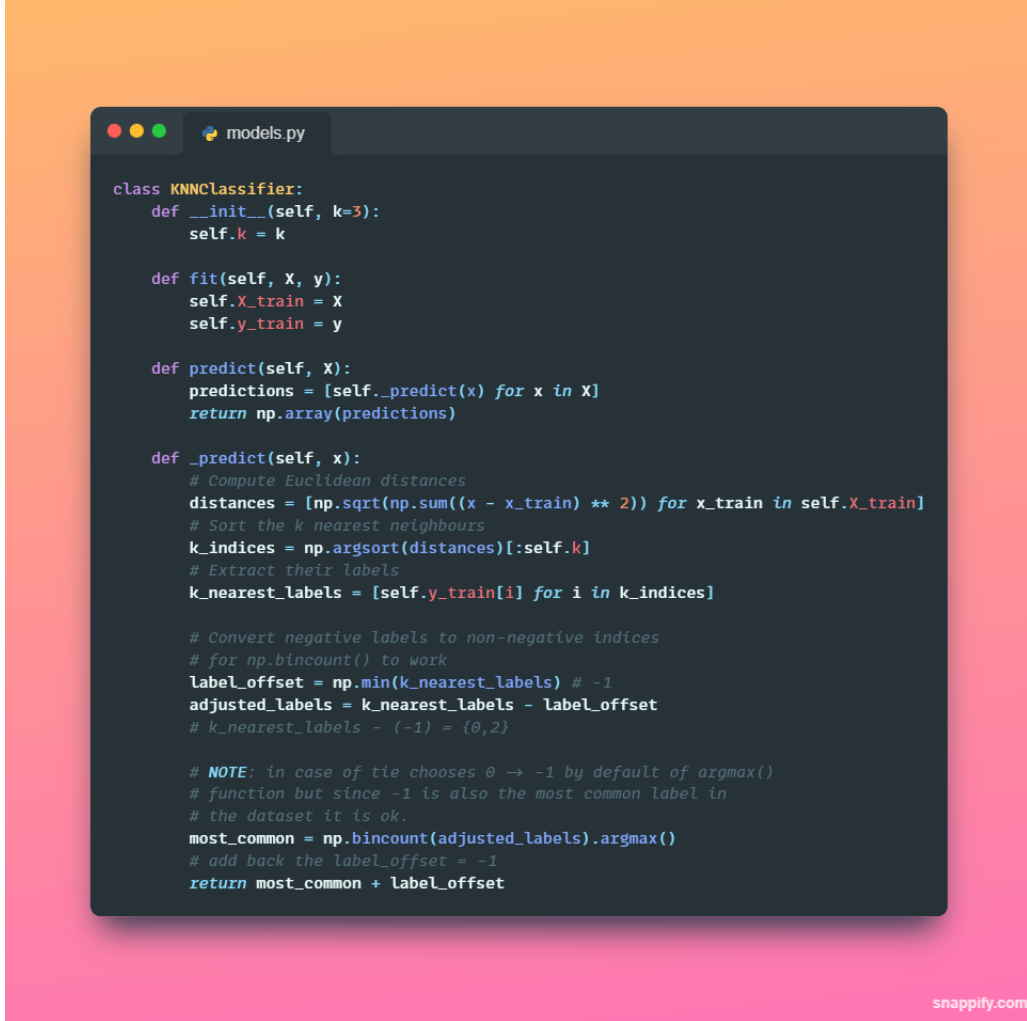 models.py
class KNNClassifier:
    def __init__(self, k=3):
        self.k = k

    def fit(self, X, y):
        self.X_train = X
        self.y_train = y

    def predict(self, X):
        predictions = [self._predict(x) for x in X]
        return np.array(predictions)

    def _predict(self, x):
        # Compute Euclidean distances
        distances = [np.sqrt(np.sum((x - x_train) ** 2)) for x_train in self.X_train]
        # Sort the k nearest neighbours
        k_indices = np.argsort(distances)[:self.k]
        # Extract their labels
        k_nearest_labels = [self.y_train[i] for i in k_indices]

        # Convert negative labels to non-negative indices
        # for np.bincount() to work
        label_offset = np.min(k_nearest_labels) # -1
        adjusted_labels = k_nearest_labels - label_offset
        # k_nearest_labels - (-1) = {0,2}

        # NOTE: in case of tie chooses 0 → -1 by default of argmax()
        # function but since -1 is also the most common label in
        # the dataset it is ok.
        most_common = np.bincount(adjusted_labels).argmax()
        # add back the label_offset = -1
        return most_common + label_offset
snappify.com